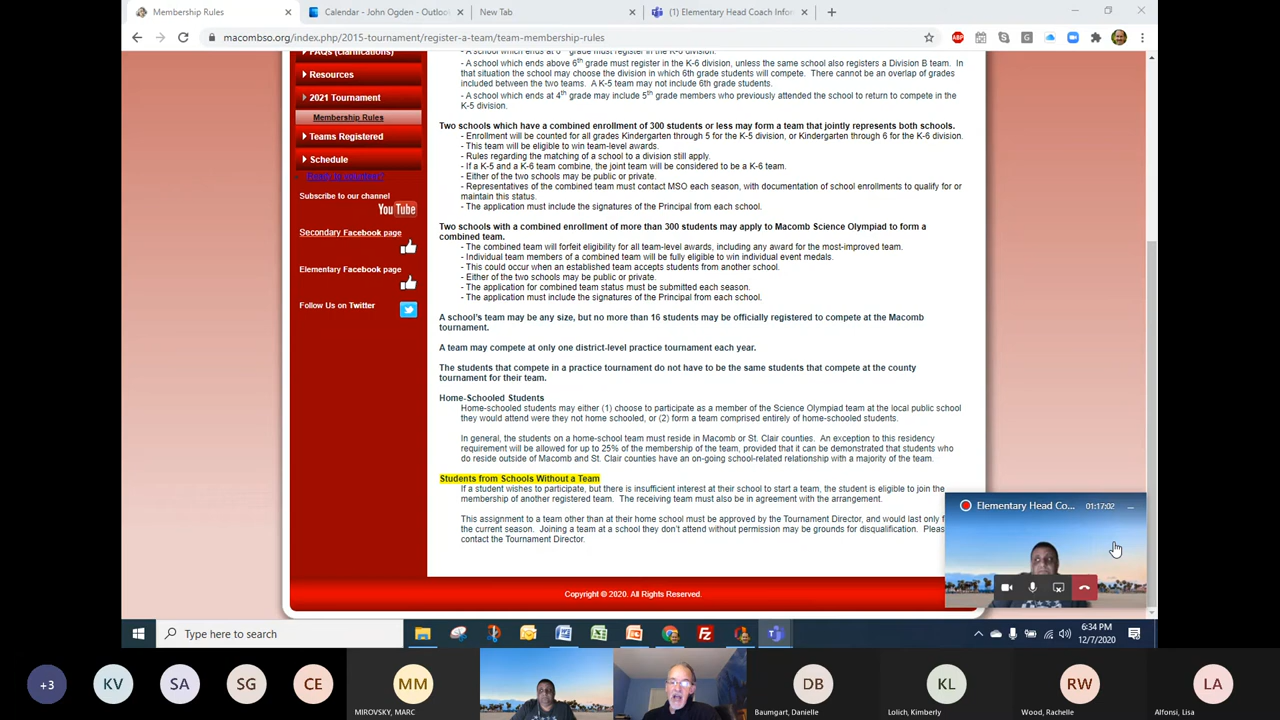 Membership Rules
Calendar - John Ogden - Outlook
New Tab
(1) Elementary Head Coach Infor
macombso.org/index.php/2015-tournament/register-a-team/team-membership-rules
FAQs (clarifications)
Resources
2021 Tournament
Membership Rules
Teams Registered
Schedule
Ready to volunteer?
Subscribe to our channel
YouTube
Secondary Facebook page
Elementary Facebook page
Follow Us on Twitter
- A school which ends at 6th grade must register in the K-6 division.
- A school which ends above 6th grade must register in the K-6 division, unless the same school also registers a Division B team. In
that situation the school may choose the division in which 6th grade students will compete. There cannot be an overlap of grades
included between the two teams. A K-5 team may not include 6th grade students.
- A school which ends at 4th grade may include 5th grade members who previously attended the school to return to compete in the
K-5 division.
Two schools which have a combined enrollment of 300 students or less may form a team that jointly represents both schools.
- Enrollment will be counted for all grades Kindergarten through 5 for the K-5 division, or Kindergarten through 6 for the K-6 division.
- This team will be eligible to win team-level awards.
- Rules regarding the matching of a school to a division still apply.
- If a K-5 and a K-6 team combine, the joint team will be considered to be a K-6 team.
- Either of the two schools may be public or private.
- Representatives of the combined team must contact MSO each season, with documentation of school enrollments to qualify for or
maintain this status.
- The application must include the signatures of the Principal from each school.
Two schools with a combined enrollment of more than 300 students may apply to Macomb Science Olympiad to form a
combined team.
- The combined team will forfeit eligibility for all team-level awards, including any award for the most-improved team.
- Individual team members of a combined team will be fully eligible to win individual event medals.
- This could occur when an established team accepts students from another school.
- Either of the two schools may be public or private.
- The application for combined team status must be submitted each season.
- The application must include the signatures of the Principal from each school.
A school's team may be any size, but no more than 16 students may be officially registered to compete at the Macomb
tournament.
A team may compete at only one district-level practice tournament each year.
The students that compete in a practice tournament do not have to be the same students that compete at the county
tournament for their team.
Home-Schooled Students
Home-schooled students may either (1) choose to participate as a member of the Science Olympiad team at the local public school
they would attend were they not home schooled, or (2) form a team comprised entirely of home-schooled students.
In general, the students on a home-school team must reside in Macomb or St. Clair counties. An exception to this residency
requirement will be allowed for up to 25% of the membership of the team, provided that it can be demonstrated that students who
do reside outside of Macomb and St. Clair counties have an on-going school-related relationship with a majority of the team.
Students from Schools Without a Team
If a student wishes to participate, but there is insufficient interest at their school to start a team, the student is eligible to join the
membership of another registered team. The receiving team must also be in agreement with the arrangement.
This assignment to a team other than at their home school must be approved by the Tournament Director, and would last only f
the current season. Joining a team at a school they don't attend without permission may be grounds for disqualification. Pleas
contact the Tournament Director.
Copyright © 2020. All Rights Reserved.
Elementary Head Co... 01:17:02
Type here to search
6:34 PM
12/7/2020
+3
KV
SA
SG
CE
MM
MIROVSKY, MARC
DB
Baumgart, Danielle
KL
Lolich, Kimberly
RW
Wood, Rachelle
LA
Alfonsi, Lisa